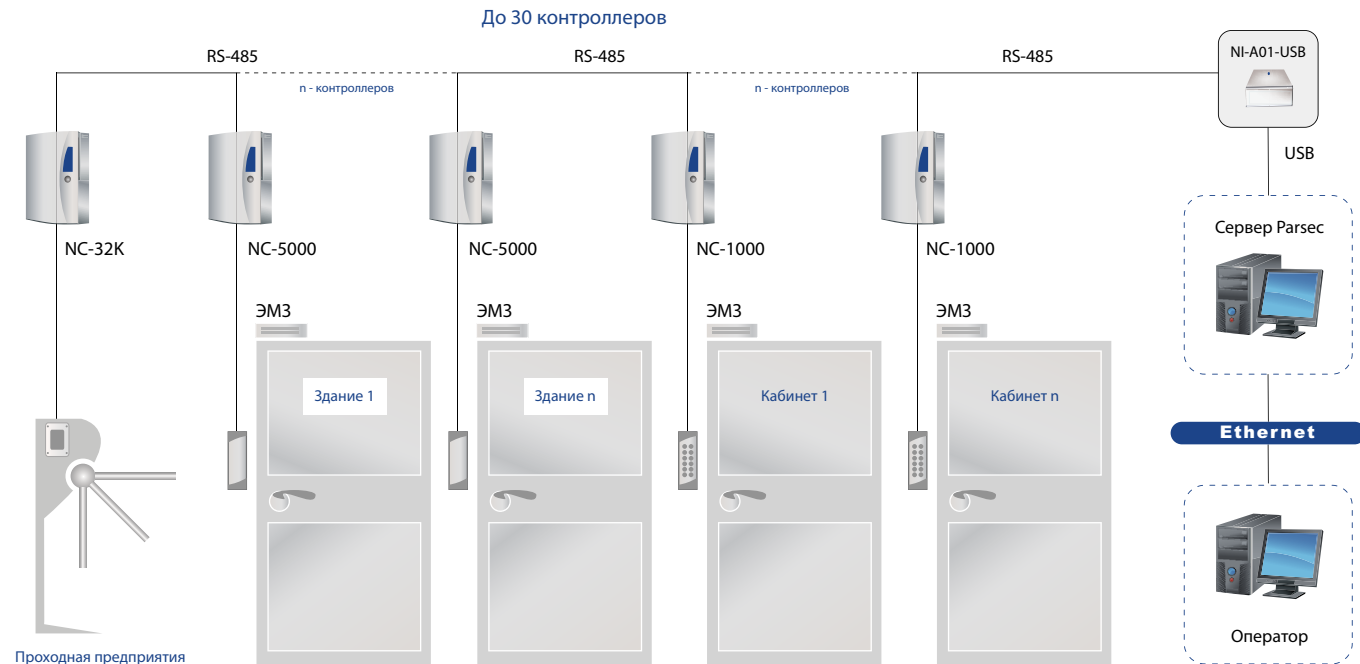 До 30 контроллеров
RS-485
RS-485
RS-485
NI-A01-USB
n - контроллеров
n - контроллеров
USB
NC-32K
NC-5000
NC-5000
NC-1000
NC-1000
Сервер Parsec
ЭМЗ
ЭМЗ
ЭМЗ
ЭМЗ
Здание 1
Здание n
Кабинет 1
Кабинет n
Ethernet
Оператор
Проходная предприятия